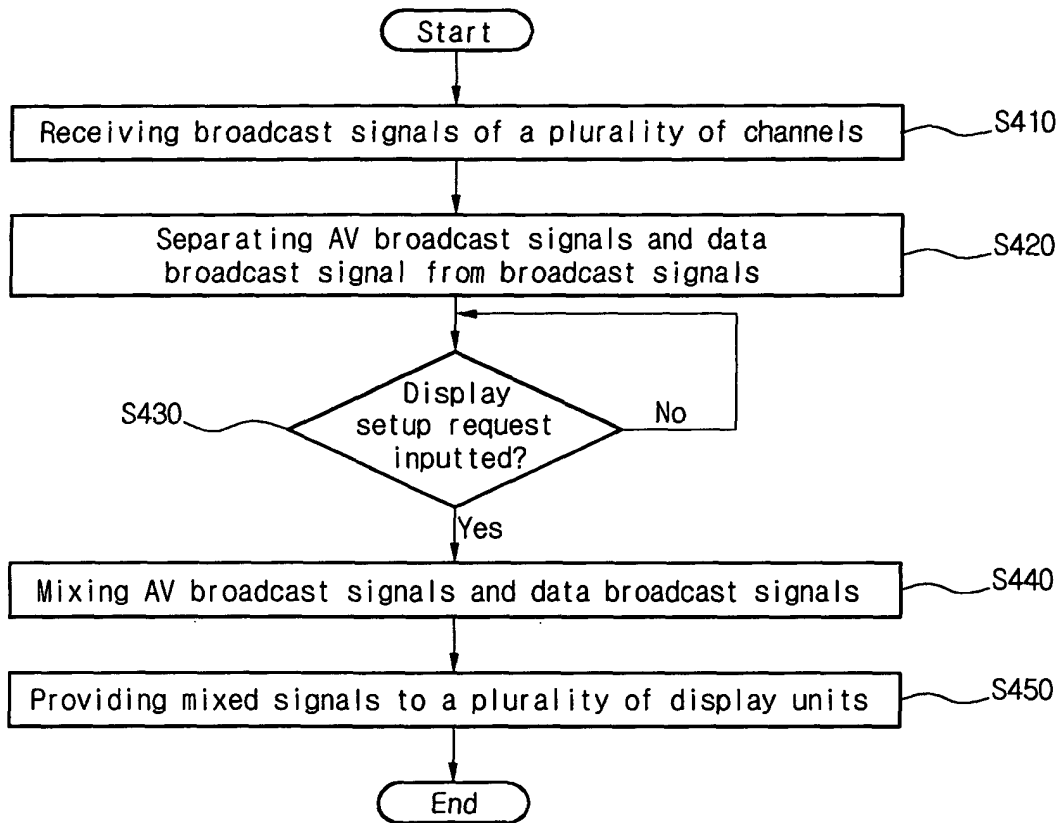 Start
Receiving broadcast signals of a plurality of channels
S410
Separating AV broadcast signals and data
broadcast signal from broadcast signals
S420
Display
setup request
inputted?
S430
No
Yes
Mixing AV broadcast signals and data broadcast signals
S440
Providing mixed signals to a plurality of display units
S450
End